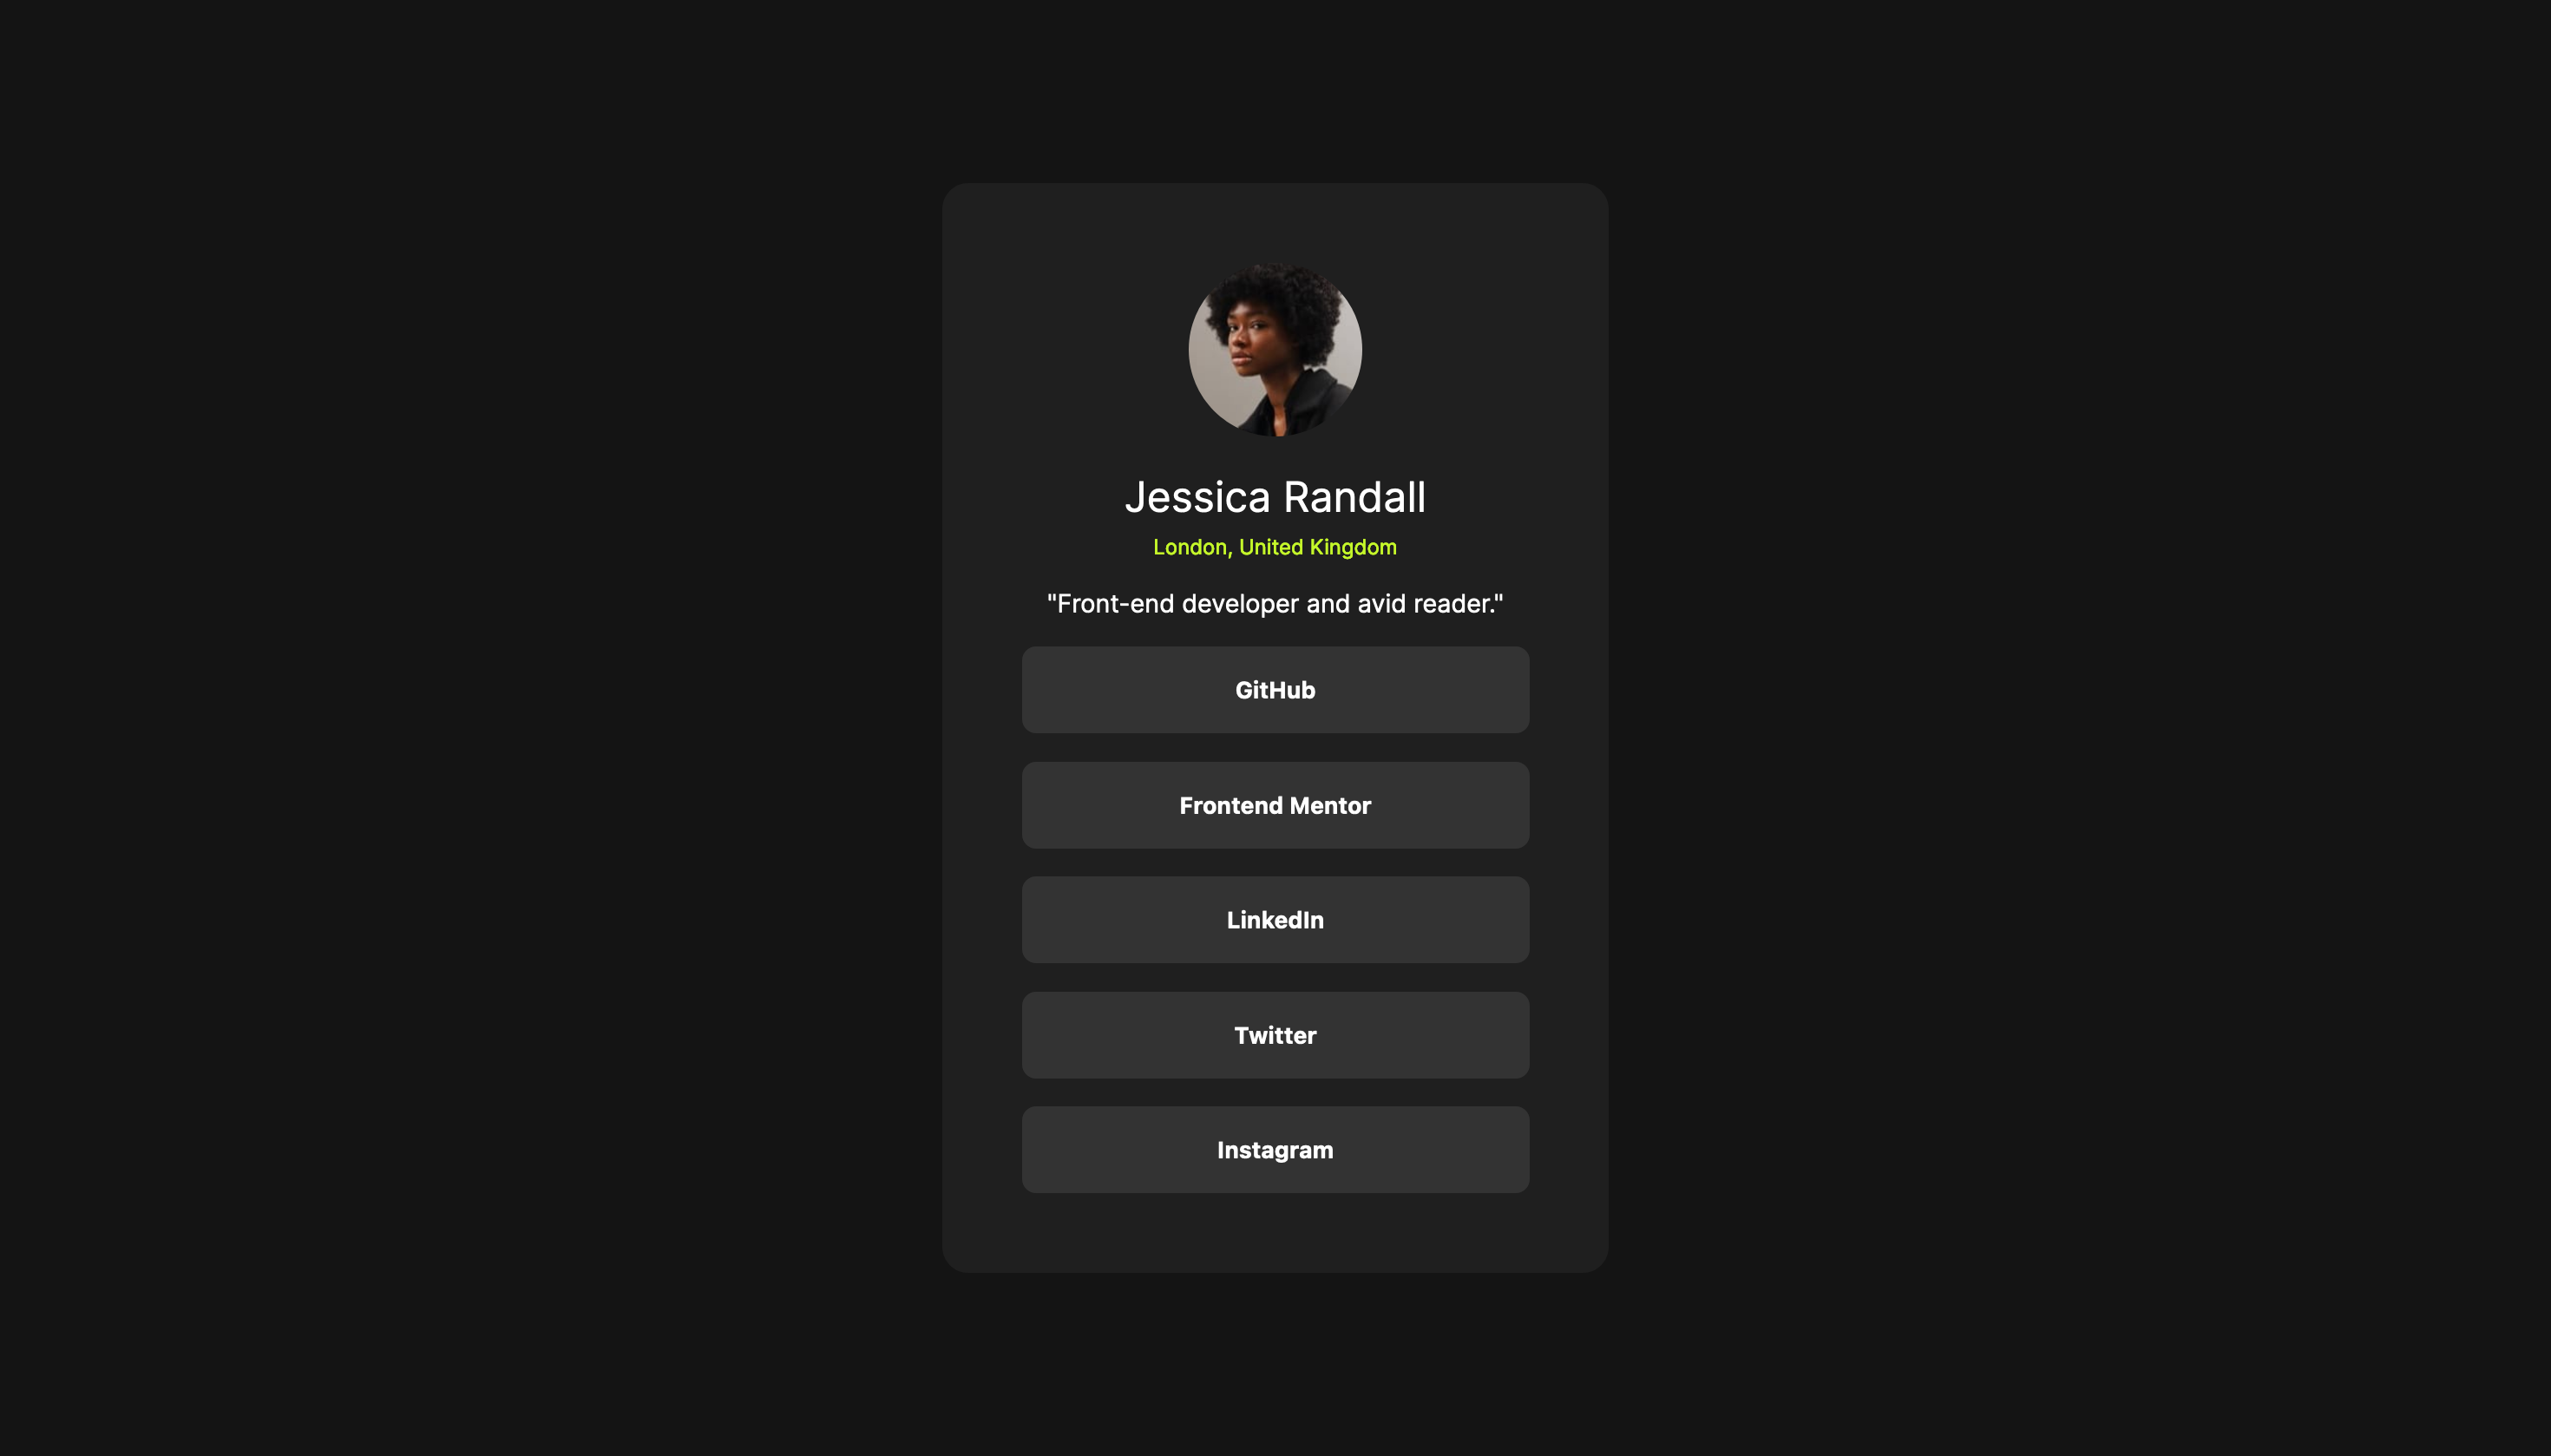 Jessica Randall
London, United Kingdom
"Front-end developer and avid reader."
GitHub
Frontend Mentor
LinkedIn
Twitter
Instagram